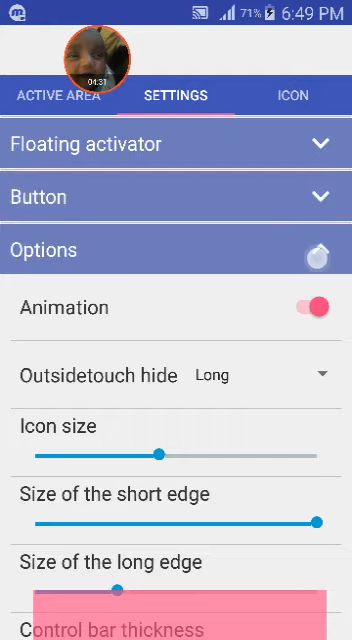 71% 6:49 PM
04:31
ACTIVE AREA SETTINGS ICON
Floating activator
Button
Options
Animation
Outsidetouch hide Long
Icon size
Size of the short edge
Size of the long edge
Control bar thickness